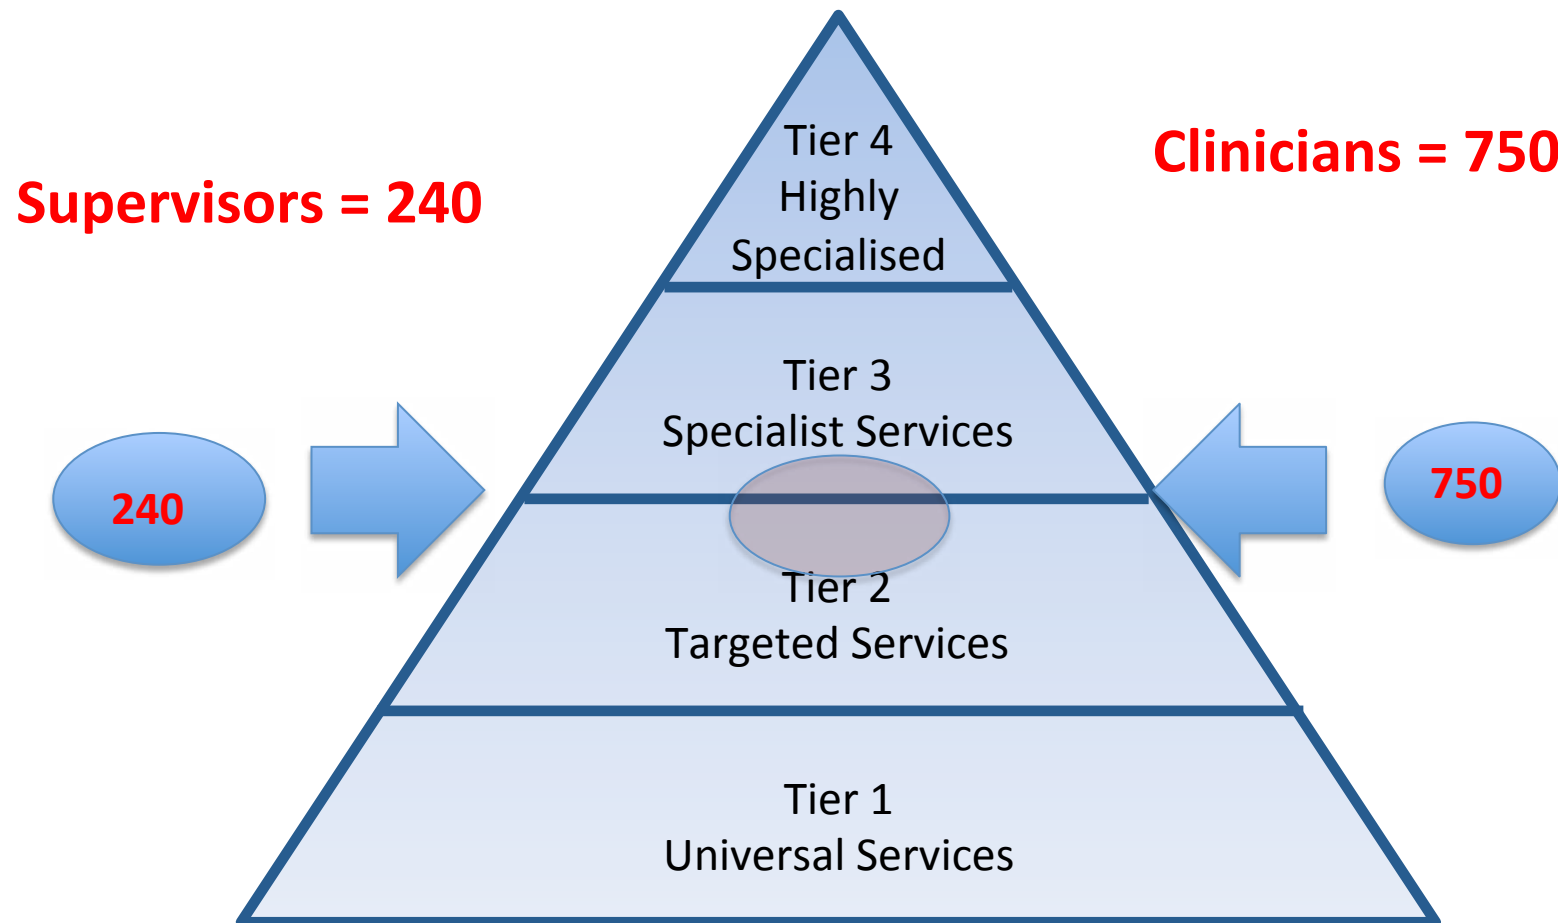 Tier 4
Highly
Specialised
Clinicians = 750
Supervisors = 240
Tier 3
Specialist Services
240
750
Tier 2
Targeted Services
Tier 1
Universal Services